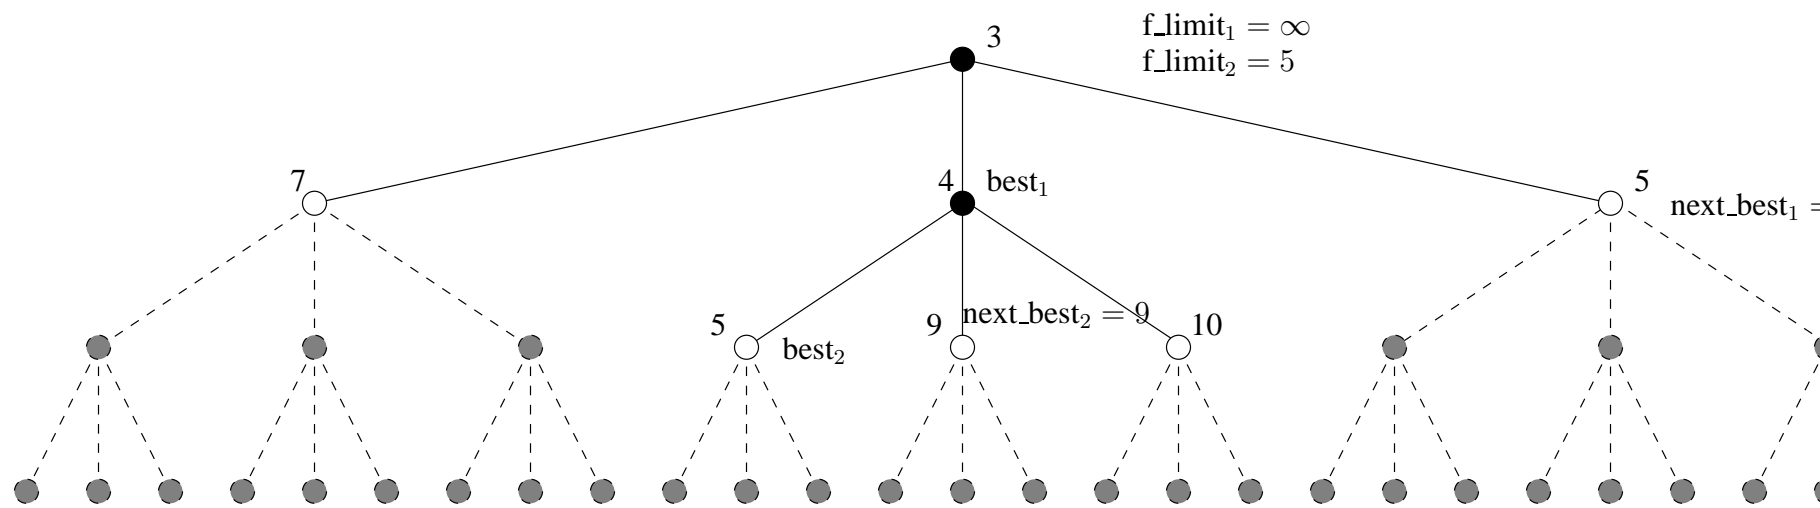 3
f_limit₁ = ∞
f_limit₂ = 5
7
4
best₁
5
next_best₁ =
5
best₂
9
next_best₂ = 9
10